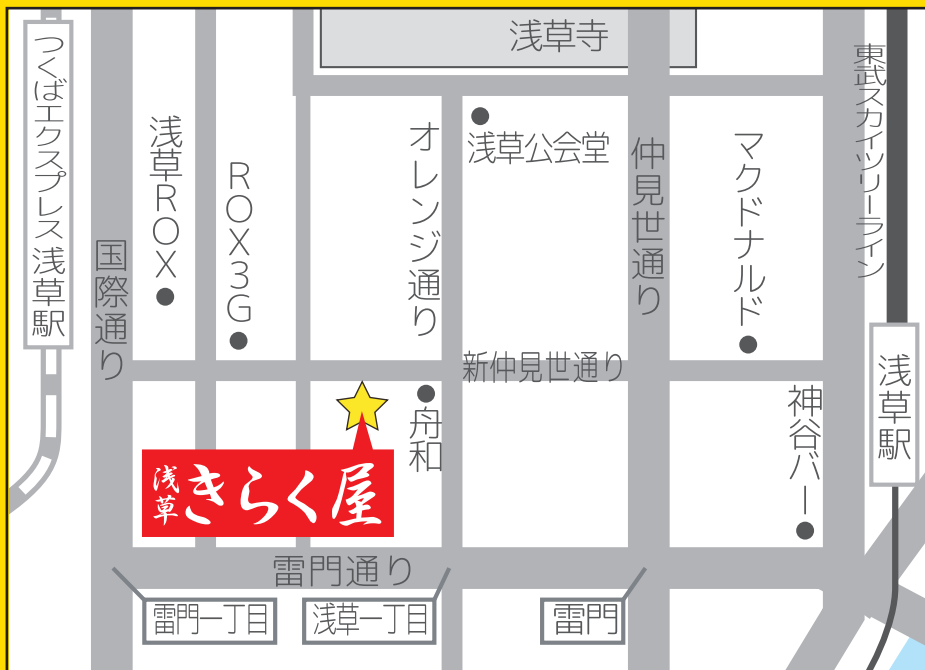 浅草寺
つくばエクスプレス 浅草駅
国際通り
浅草ROX
ROX3G
オレンジ通り
浅草公会堂
仲見世通り
マクドナルド
東武スカイツリーライン
浅草駅
新仲見世通り
舟和
神谷バー
浅草 きらく屋
雷門通り
雷門一丁目
浅草一丁目
雷門